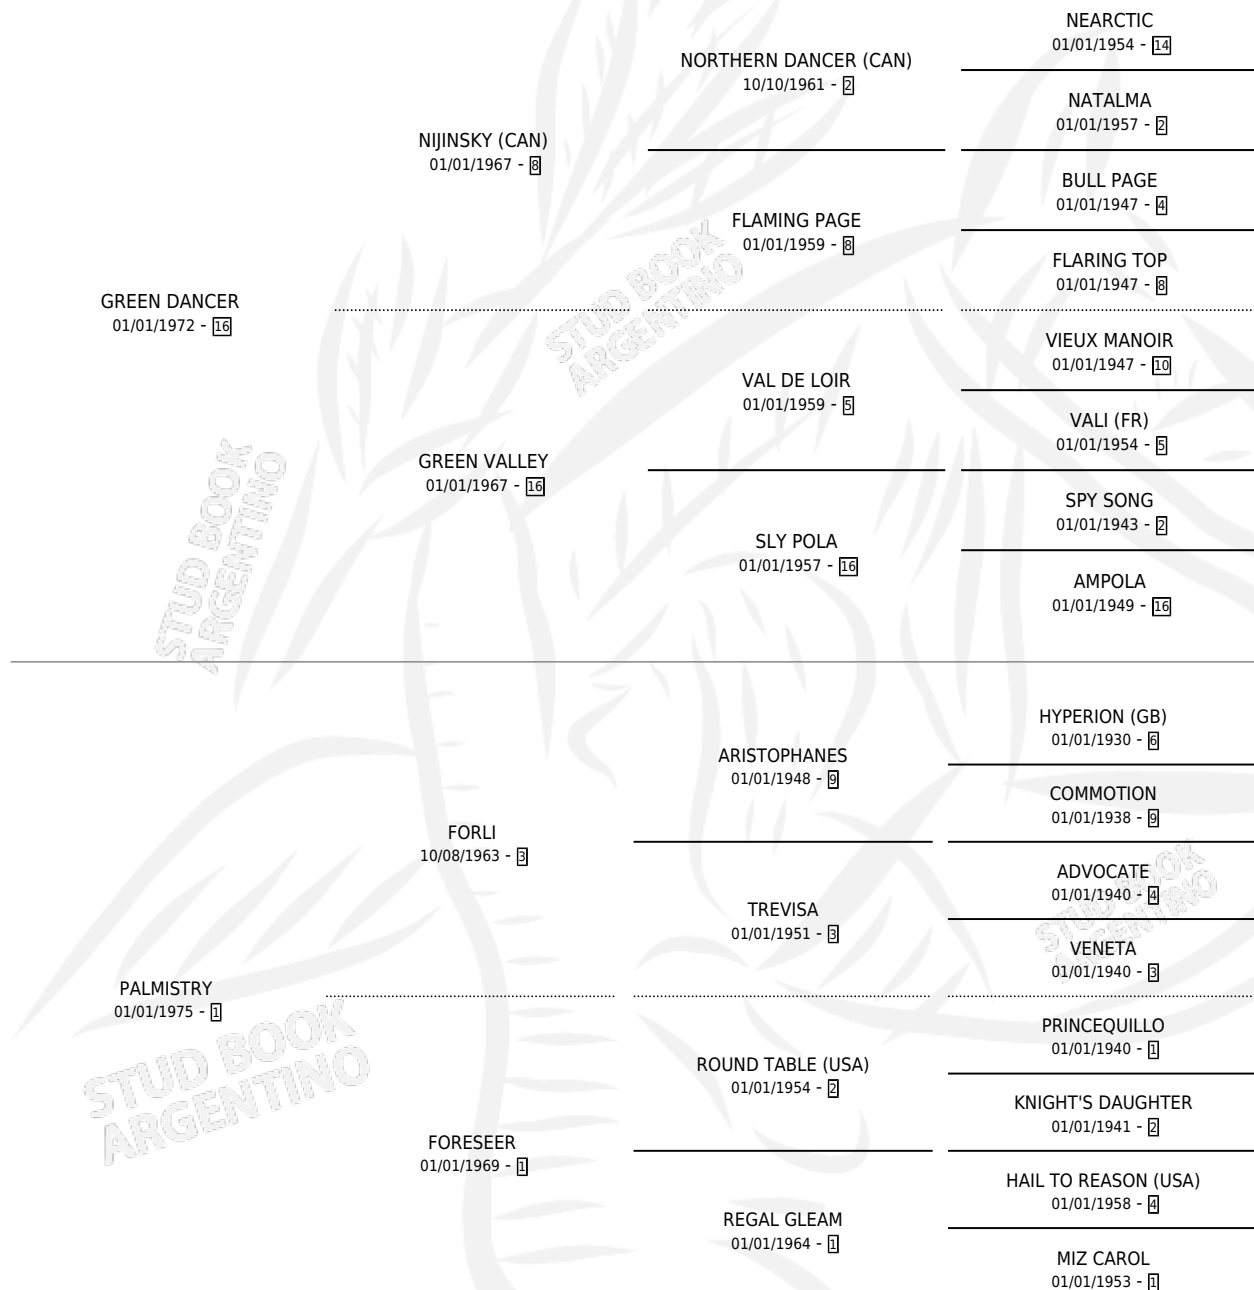 NEARCTIC
01/01/1954 - 14
NORTHERN DANCER (CAN)
10/10/1961 - 2
NATALMA
01/01/1957 - 2
NIJINSKY (CAN)
01/01/1967 - 8
BULL PAGE
01/01/1947 - 4
FLAMING PAGE
01/01/1959 - 8
FLARING TOP
01/01/1947 - 8
GREEN DANCER
01/01/1972 - 16
STUD BOOK
ARGENTINO
VIEUX MANOIR
01/01/1947 - 10
VAL DE LOIR
01/01/1959 - 5
VALI (FR)
01/01/1954 - 5
GREEN VALLEY
01/01/1967 - 16
SPY SONG
01/01/1943 - 2
SLY POLA
01/01/1957 - 16
AMPOLA
01/01/1949 - 16
STUD BOOK
ARGENTINO
HYPERION (GB)
01/01/1930 - 6
ARISTOPHANES
01/01/1948 - 9
COMMOTION
01/01/1938 - 9
FORLI
10/08/1963 - 3
ADVOCATE
01/01/1940 - 4
STUD BOOK
ARGENTINO
TREVISA
01/01/1951 - 3
VENETA
01/01/1940 - 3
PALMISTRY
01/01/1975 - 1
STUD BOOK
ARGENTINO
PRINCEQUILLO
01/01/1940 - 1
ROUND TABLE (USA)
01/01/1954 - 2
KNIGHT'S DAUGHTER
01/01/1941 - 2
FORESEER
01/01/1969 - 1
HAIL TO REASON (USA)
01/01/1958 - 4
REGAL GLEAM
01/01/1964 - 1
MIZ CAROL
01/01/1953 - 1